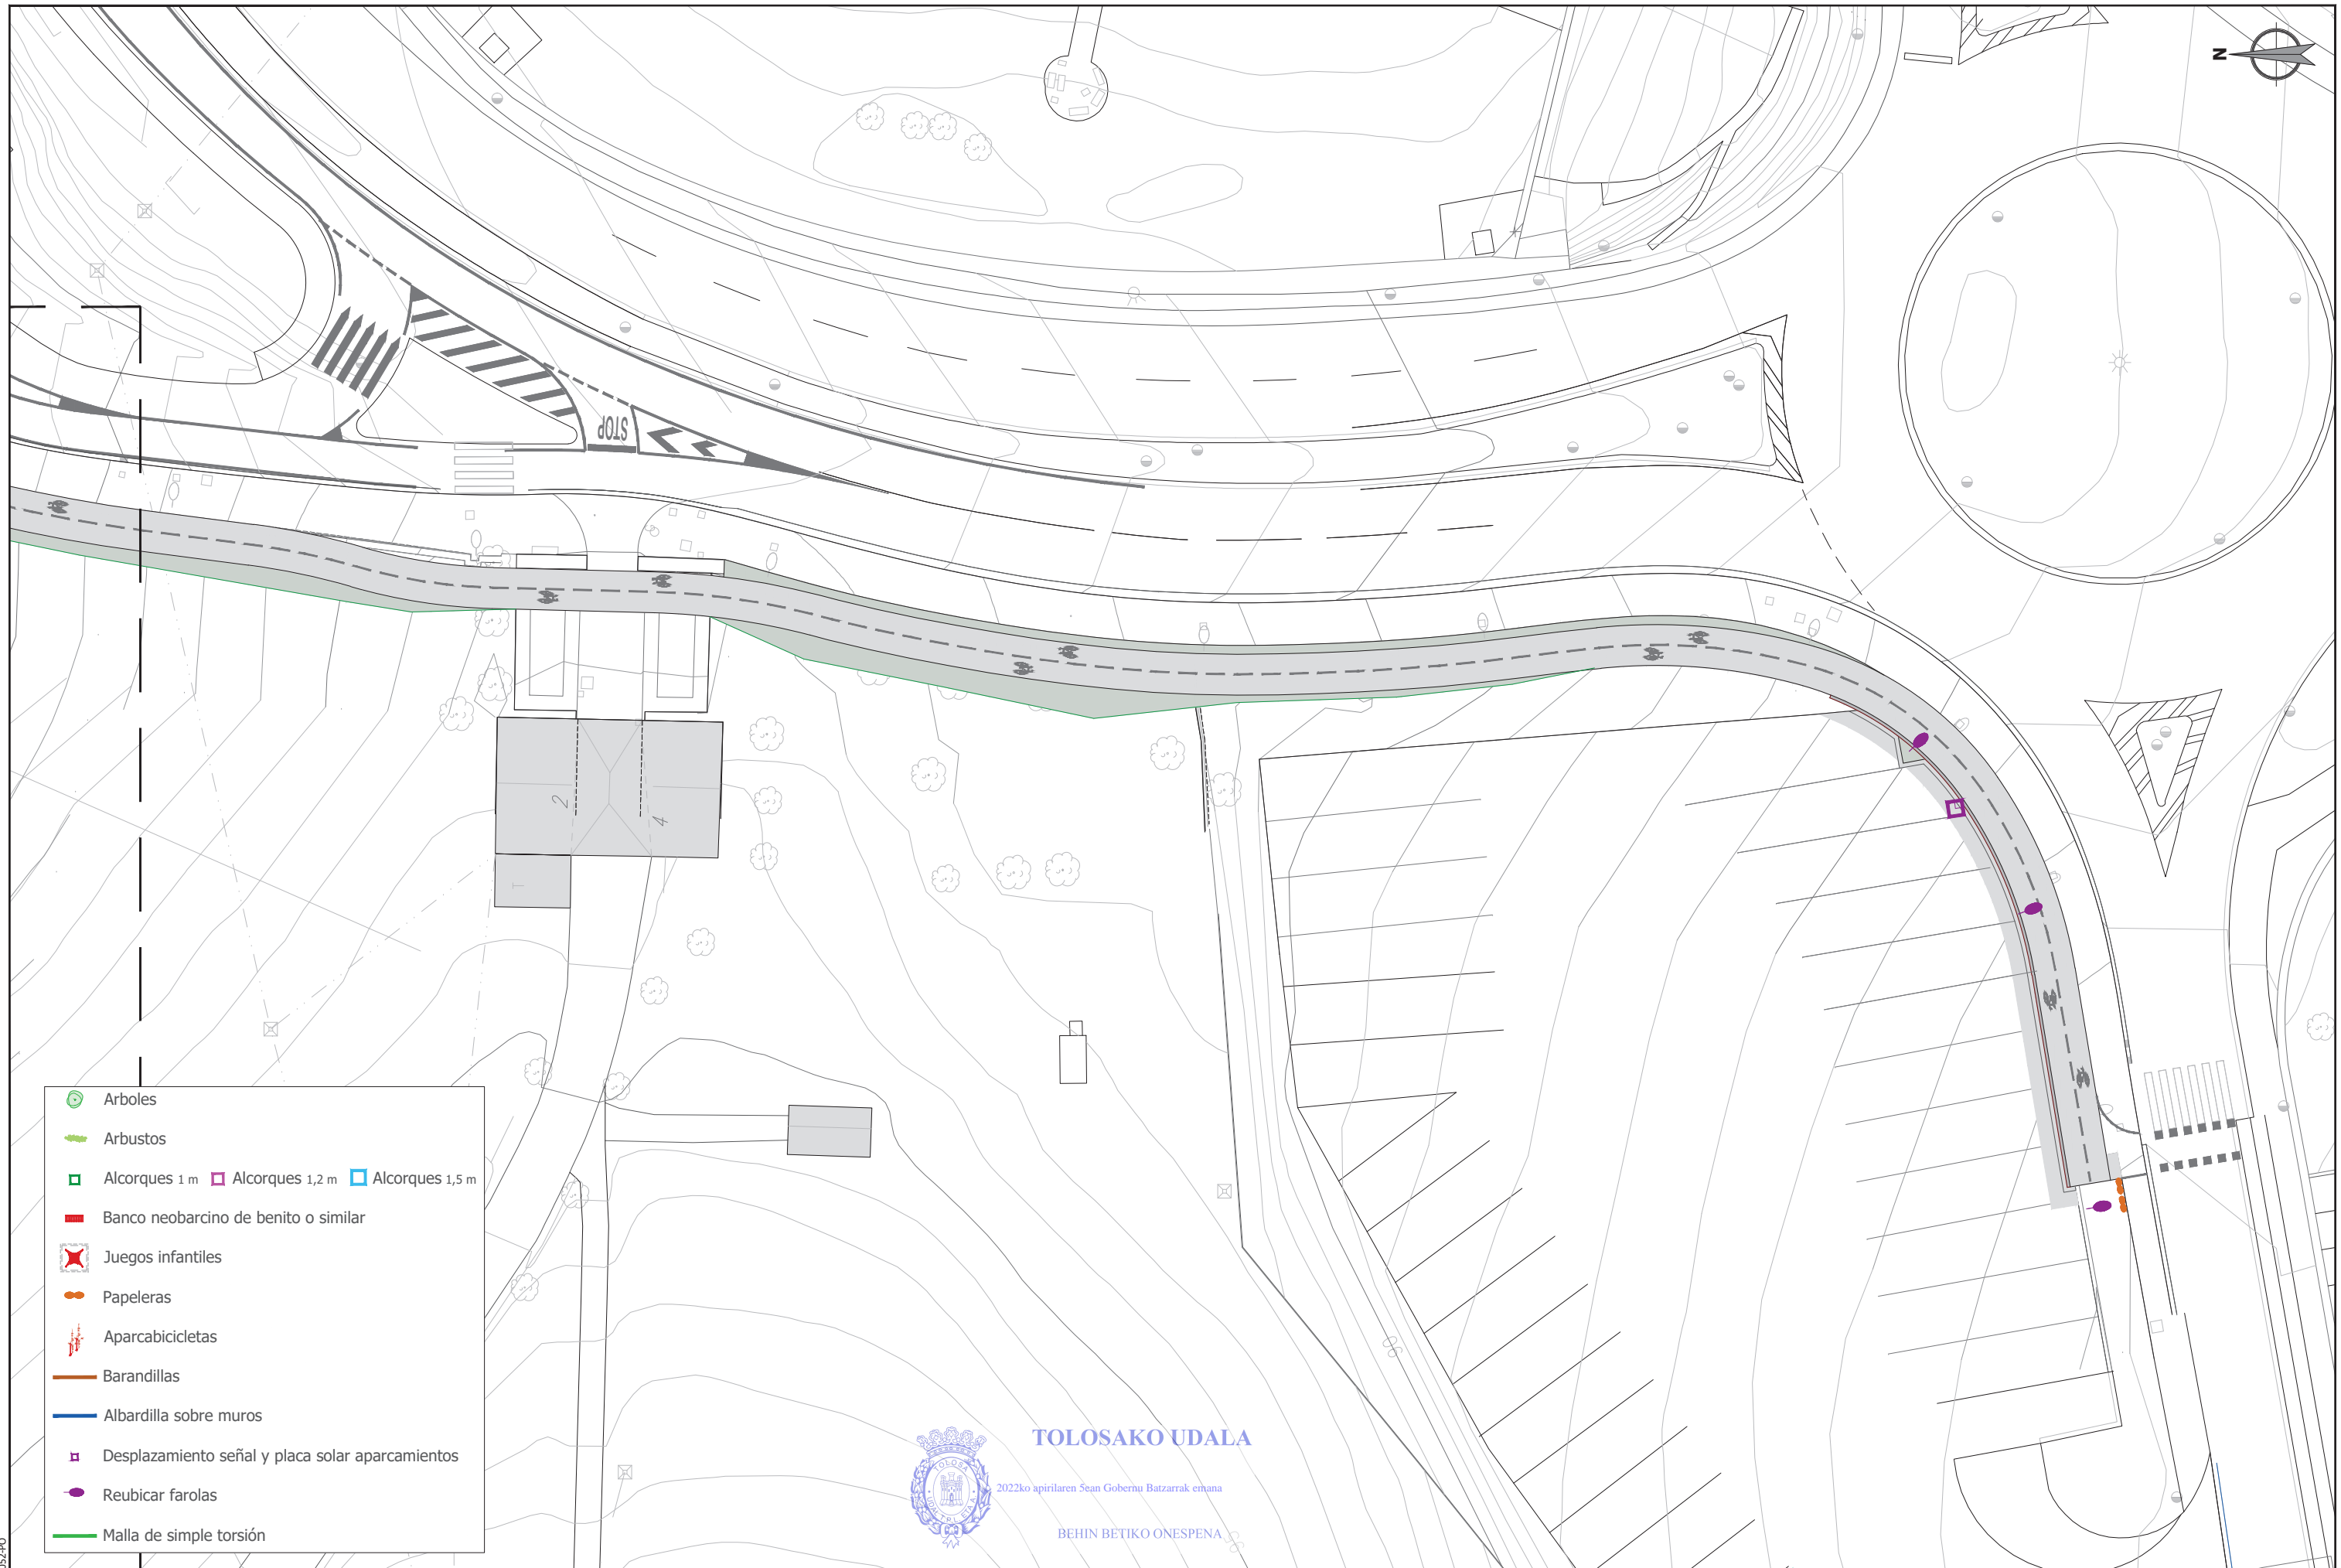 N
STOP
2
4
T
Arboles
Arbustos
Alcorques 1 m Alcorques 1,2 m Alcorques 1,5 m
Banco neobarcino de benito o similar
Juegos infantiles
Papeleras
Aparcabicicletas
Barandillas
Albardilla sobre muros
Desplazamiento señal y placa solar aparcamientos
Reubicar farolas
Malla de simple torsión
TOLOSAKO UDALA
2022ko apirilaren 5ean Gobernu Batzarrak emana
BEHIN BETIKO ONESPENA
TOLOSA